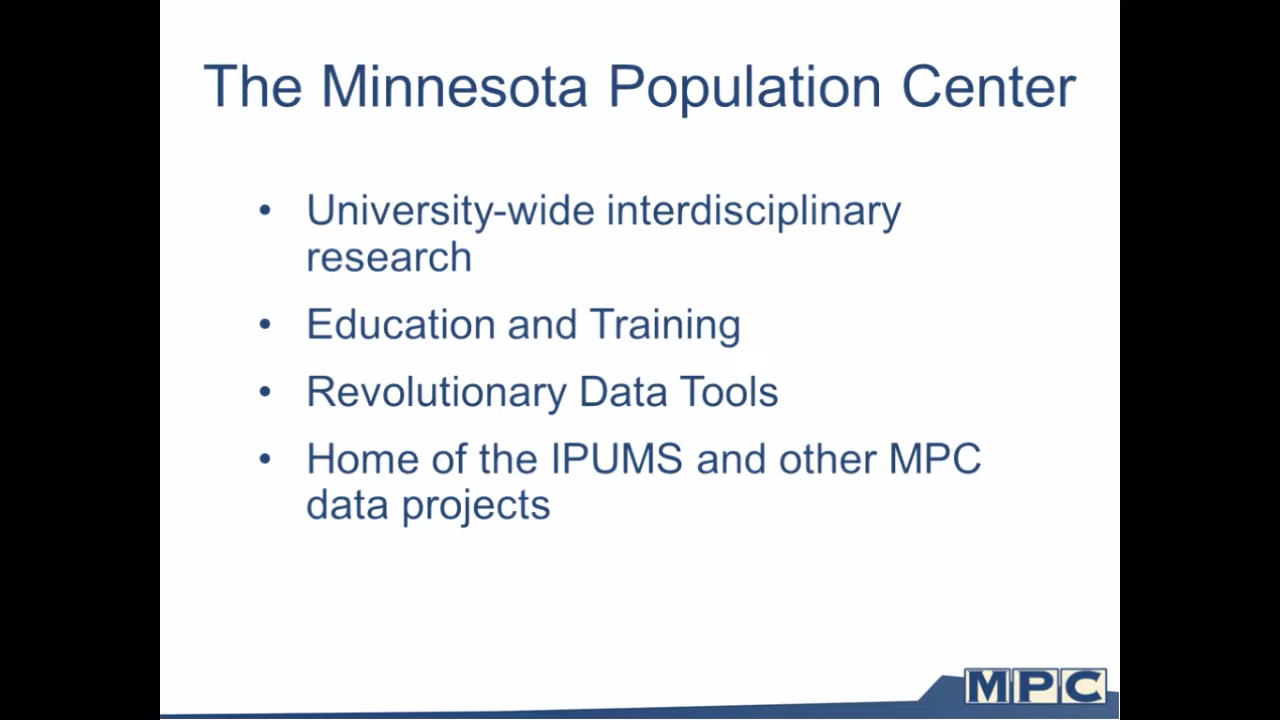 The Minnesota Population Center
• University-wide interdisciplinary
research
• Education and Training
• Revolutionary Data Tools
• Home of the IPUMS and other MPC
data projects
MPC